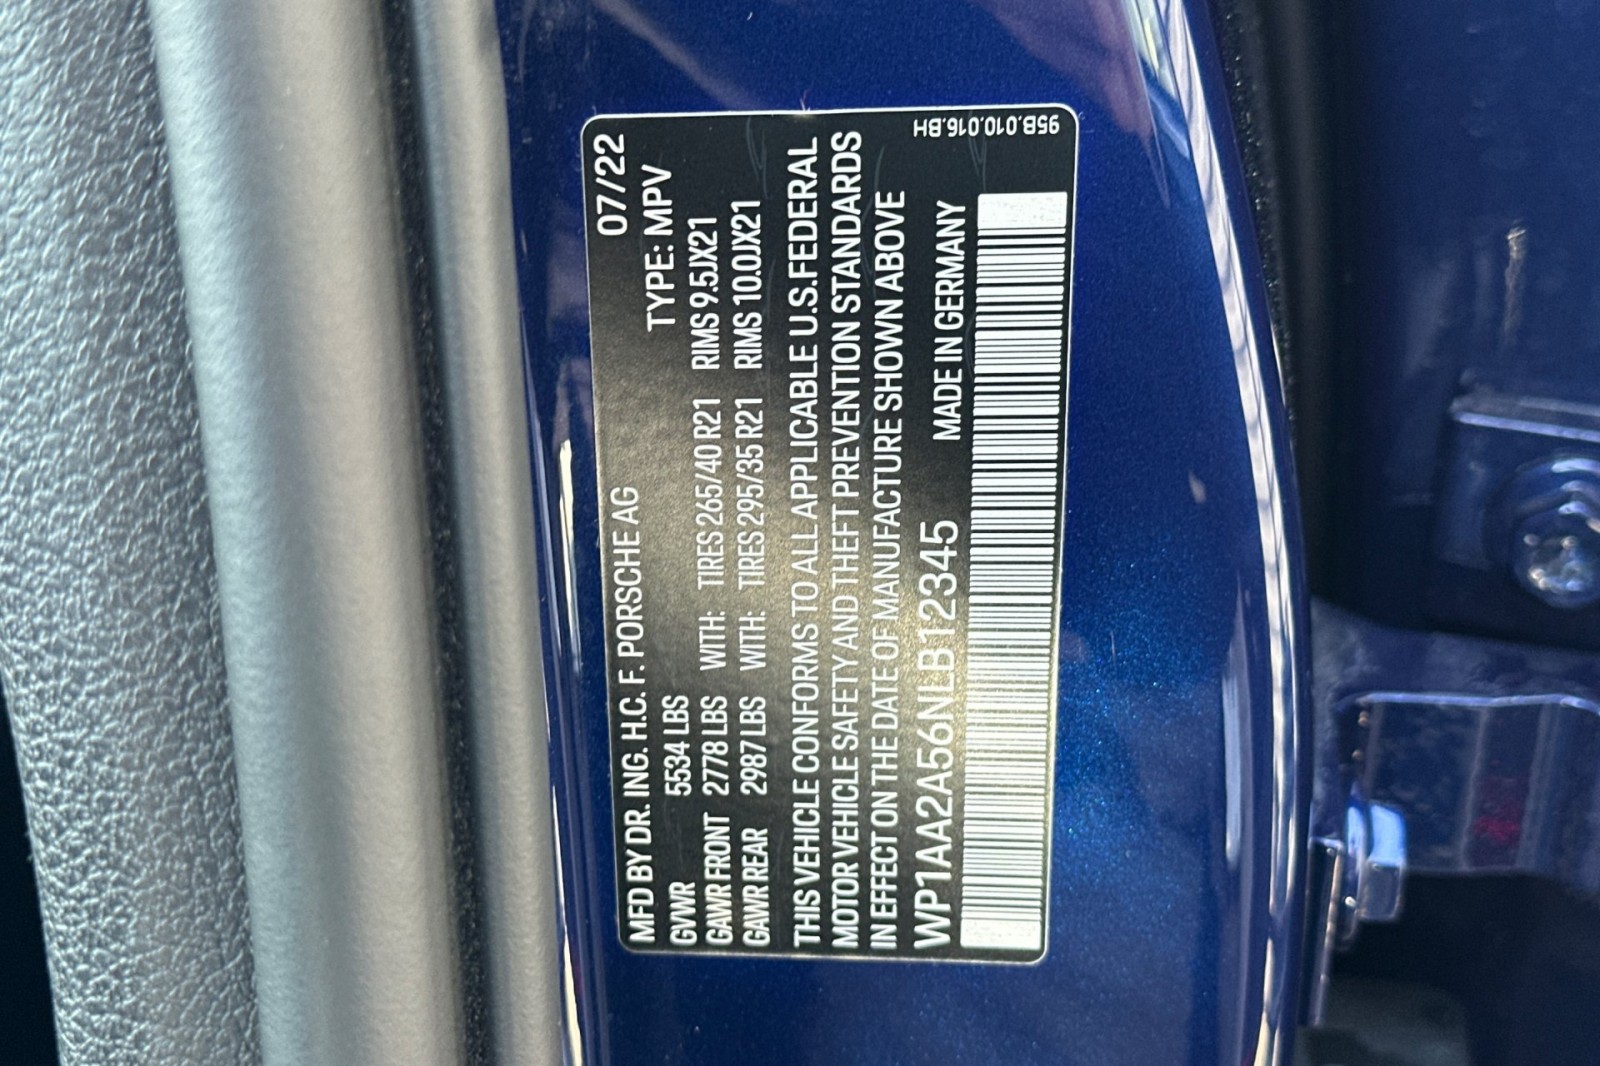 MFD BY DR. ING. H.C. F. PORSCHE AG 07/22
GVWR 5534 LBS TYPE: MPV
GAWR FRONT 2778 LBS WITH: TIRES 265/40 R21 RIMS 9.5JX21
GAWR REAR 2987 LBS WITH: TIRES 295/35 R21 RIMS 10.0JX21
THIS VEHICLE CONFORMS TO ALL APPLICABLE U.S.FEDERAL
MOTOR VEHICLE SAFETY AND THEFT PREVENTION STANDARDS
IN EFFECT ON THE DATE OF MANUFACTURE SHOWN ABOVE
WP1AA2A56NLB12345 MADE IN GERMANY
95B.010.016.BH